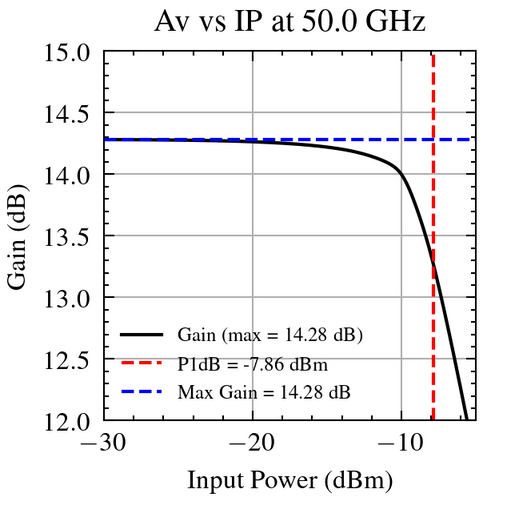 Av vs IP at 50.0 GHz
15.0
14.5
14.0
13.5
13.0
12.5
12.0
Gain (dB)
Gain (max = 14.28 dB)
P1dB = -7.86 dBm
Max Gain = 14.28 dB
−30
−20
−10
Input Power (dBm)